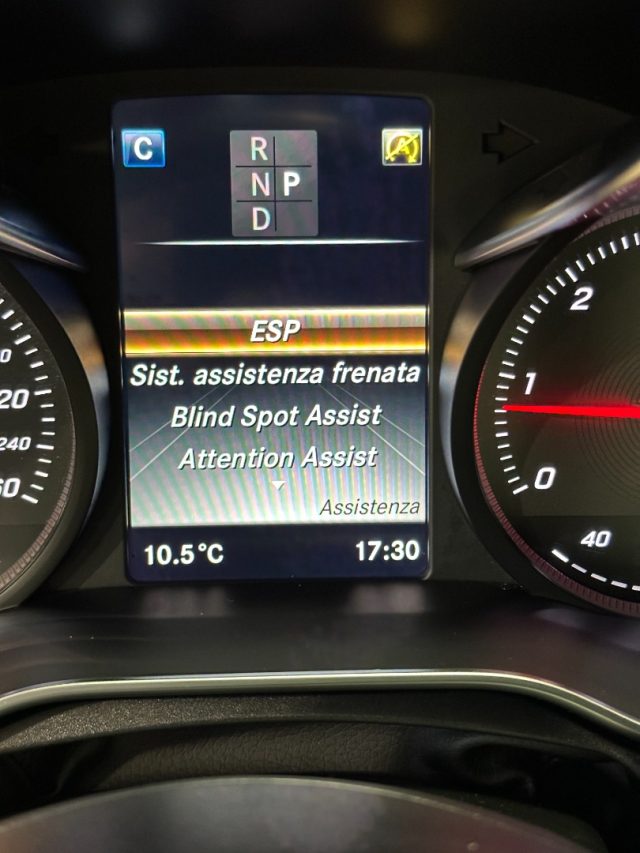 C
R
N P
D
A
ESP
Sist. assistenza frenata
Blind Spot Assist
Attention Assist
Assistenza
10.5°C 17:30
20
240
60
2
1
0
40